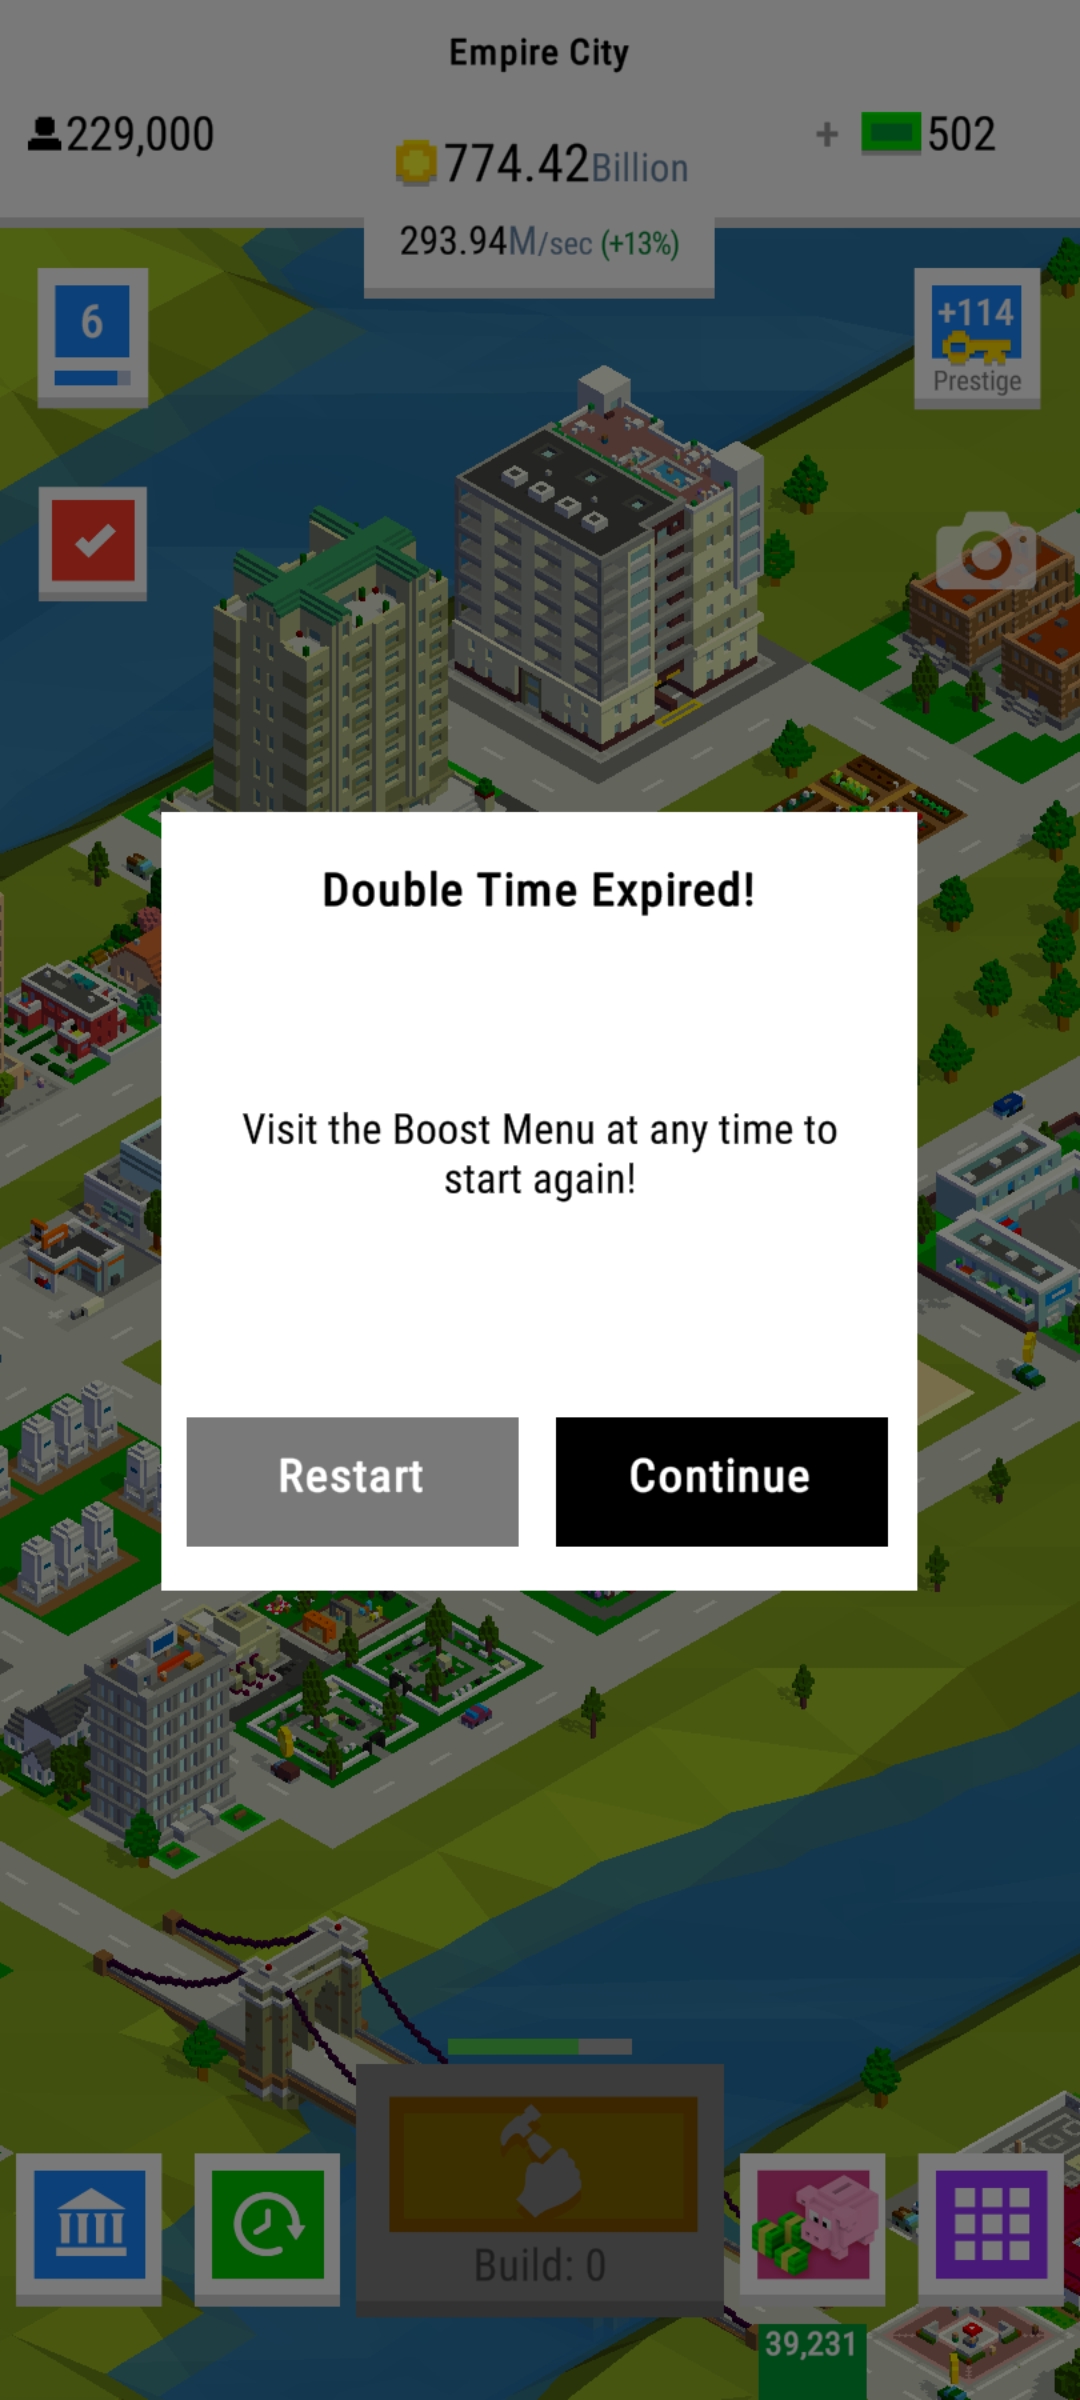 Empire City
229,000
774.42Billion
+ 502
293.94M/sec (+13%)
6
+114
Prestige
Double Time Expired!
Visit the Boost Menu at any time to
start again!
Restart
Continue
Build: 0
39,231